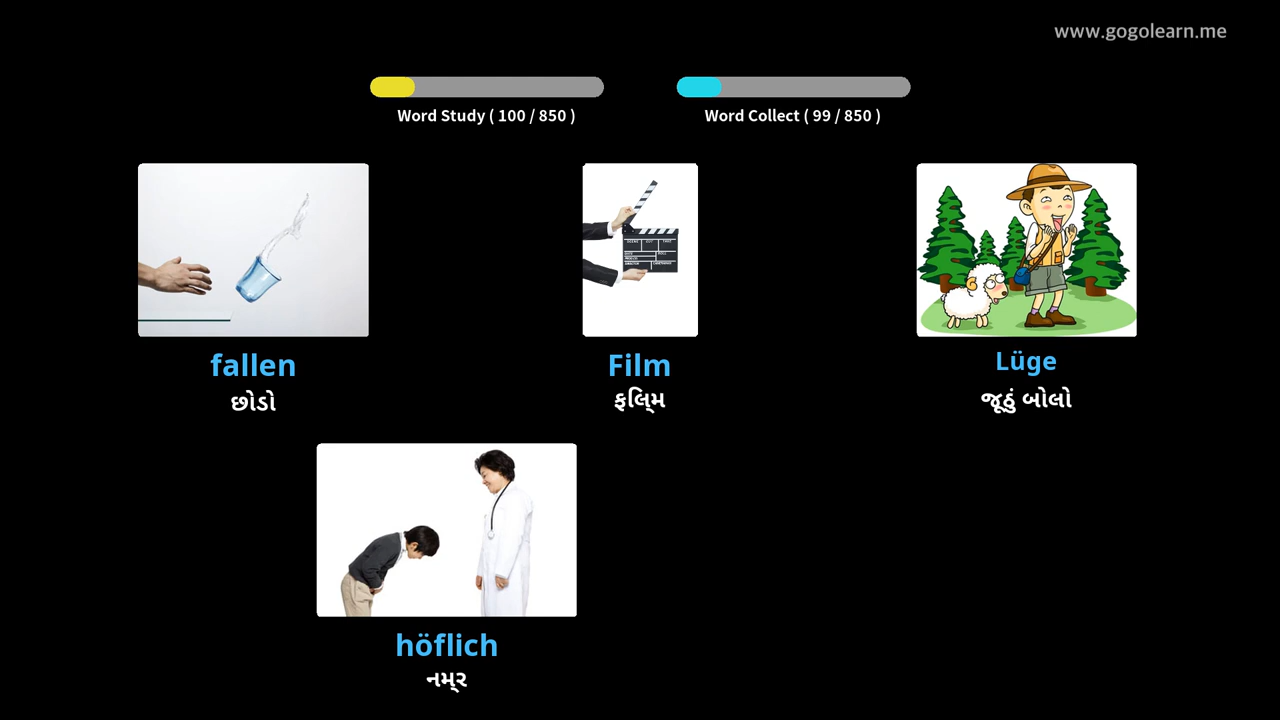 www.gogolearn.me
Word Study ( 100 / 850 )
Word Collect ( 99 / 850 )
fallen
છોડો
Film
ફિલ્મ
Lüge
જૂઠું બોલો
höflich
નમ્ર